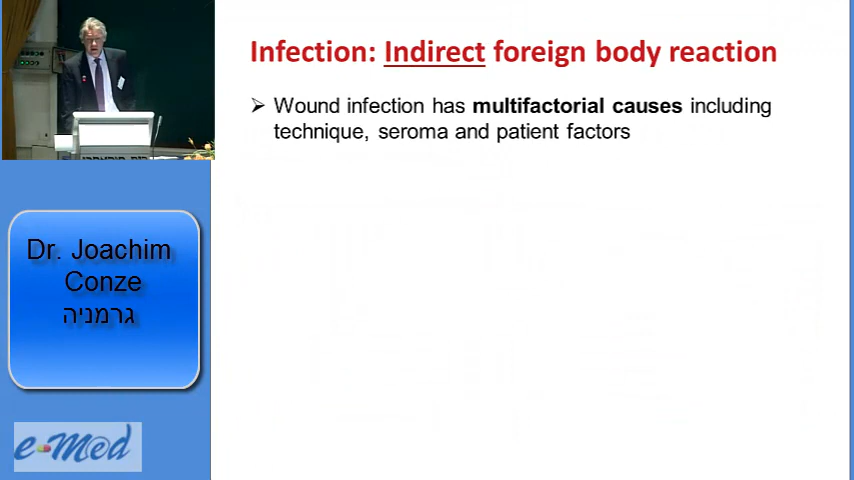 Infection: Indirect foreign body reaction
➢ Wound infection has multifactorial causes including
technique, seroma and patient factors
Dr. Joachim
Conze
גרמניה
e-Med